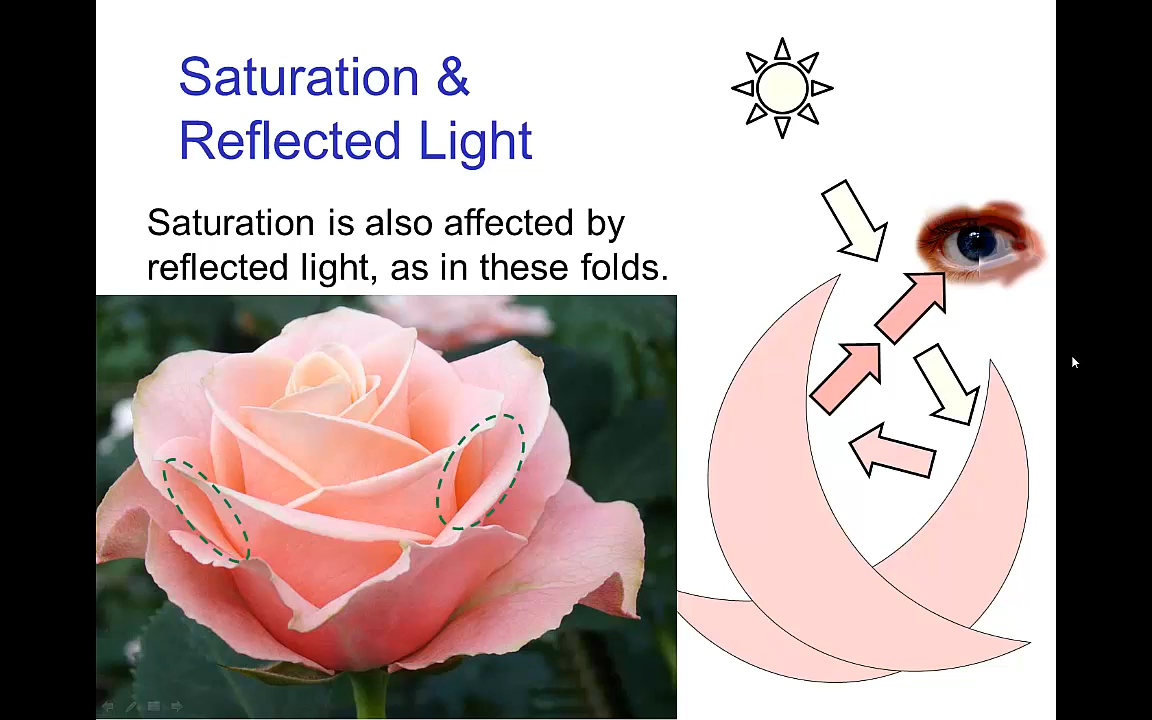 Saturation &
Reflected Light
Saturation is also affected by
reflected light, as in these folds.